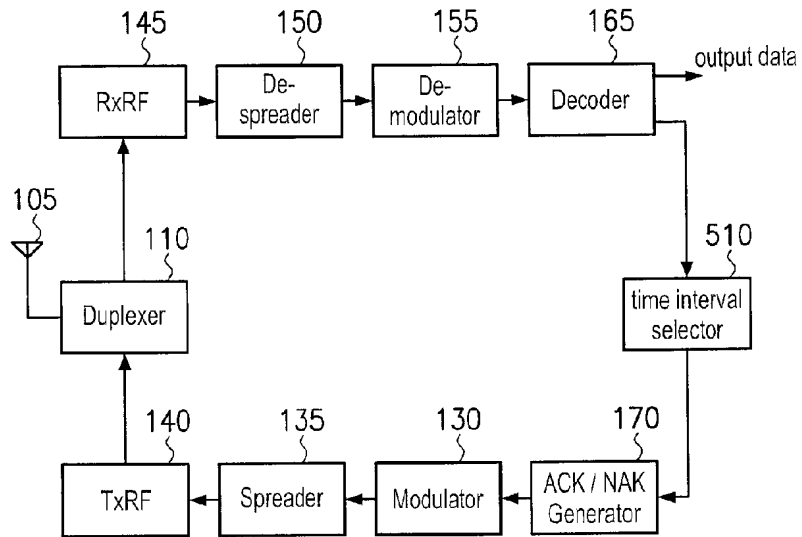 145
150
155
165
RxRF
De-
spreader
De-
modulator
Decoder
output data
105
110
Duplexer
510
time interval
selector
140
135
130
170
TxRF
Spreader
Modulator
ACK / NAK
Generator